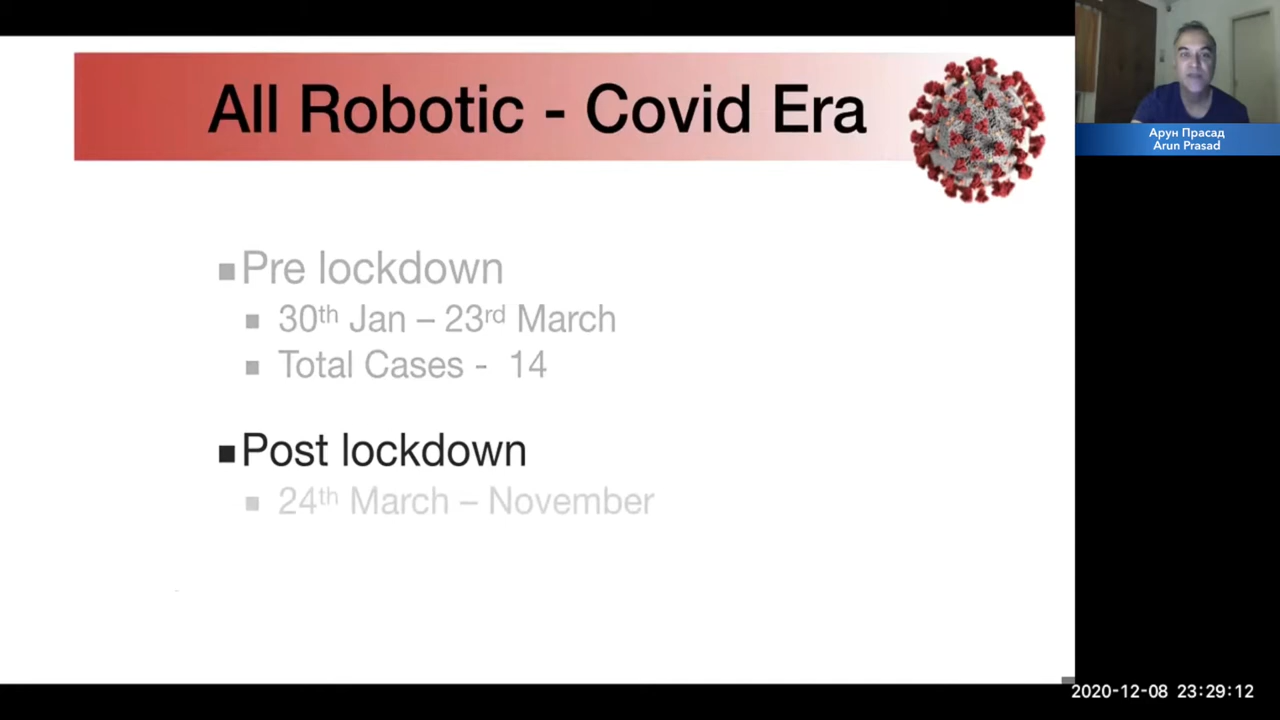 All Robotic - Covid Era
Арун Прасад
Arun Prasad
Pre lockdown
30th Jan – 23rd March
Total Cases - 14
Post lockdown
24th March – November
2020-12-08 23:29:12